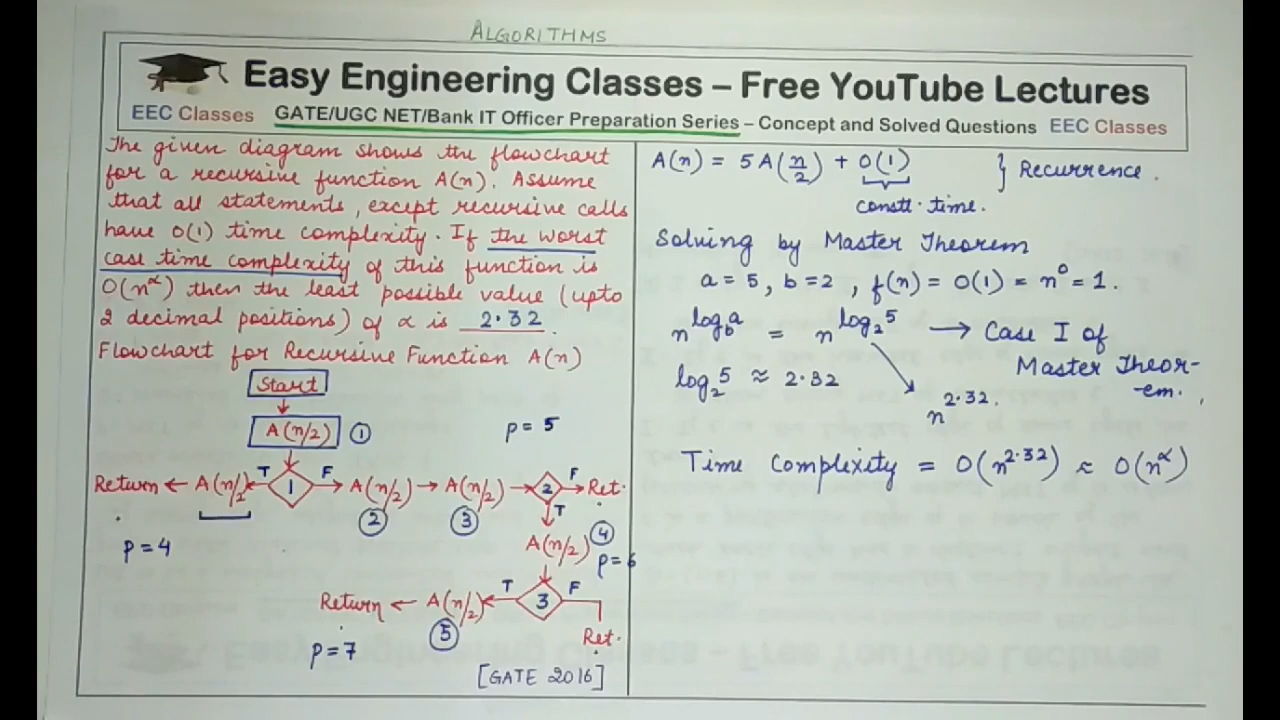 ALGORITHMS
Easy Engineering Classes – Free YouTube Lectures
EEC Classes GATE/UGC NET/Bank IT Officer Preparation Series – Concept and Solved Questions EEC Classes
The given diagram shows the flowchart
for a recursive function A(n). Assume
that all statements, except recursive calls
have O(1) time complexity. If the worst
case time complexity of this function is
O(n^α) then the least possible value (upto
2 decimal positions) of α is 2.32.
Flowchart for Recursive Function A(n)
Start
A(n/2) ①
p = 5
Return ← A(n/2) ← T 1 F → A(n/2) → A(n/2) → 2 F → Ret.
② ③ T ④
p = 4
A(n/2)
p = 6
Return ← A(n/2) ← T 3 F
⑤ Ret.
p = 7
[GATE 2016]
A(n) = 5A(n/2) + O(1) } Recurrence.
constt. time.
Solving by Master Theorem
a = 5, b = 2, f(n) = O(1) = n^0 = 1.
n^log_b a = n^log_2 5 → Case I of
Master Theor-
-em.
log_2 5 ≈ 2.32
n^2.32.
Time Complexity = O(n^2.32) ≈ O(n^α)